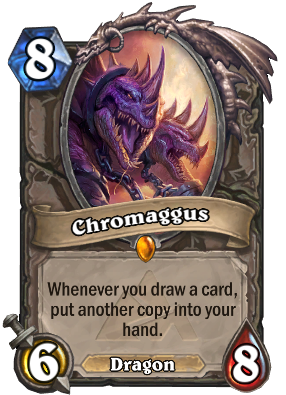 8
Chromaggus
Whenever you draw a card,
put another copy into your
hand.
6
Dragon
8